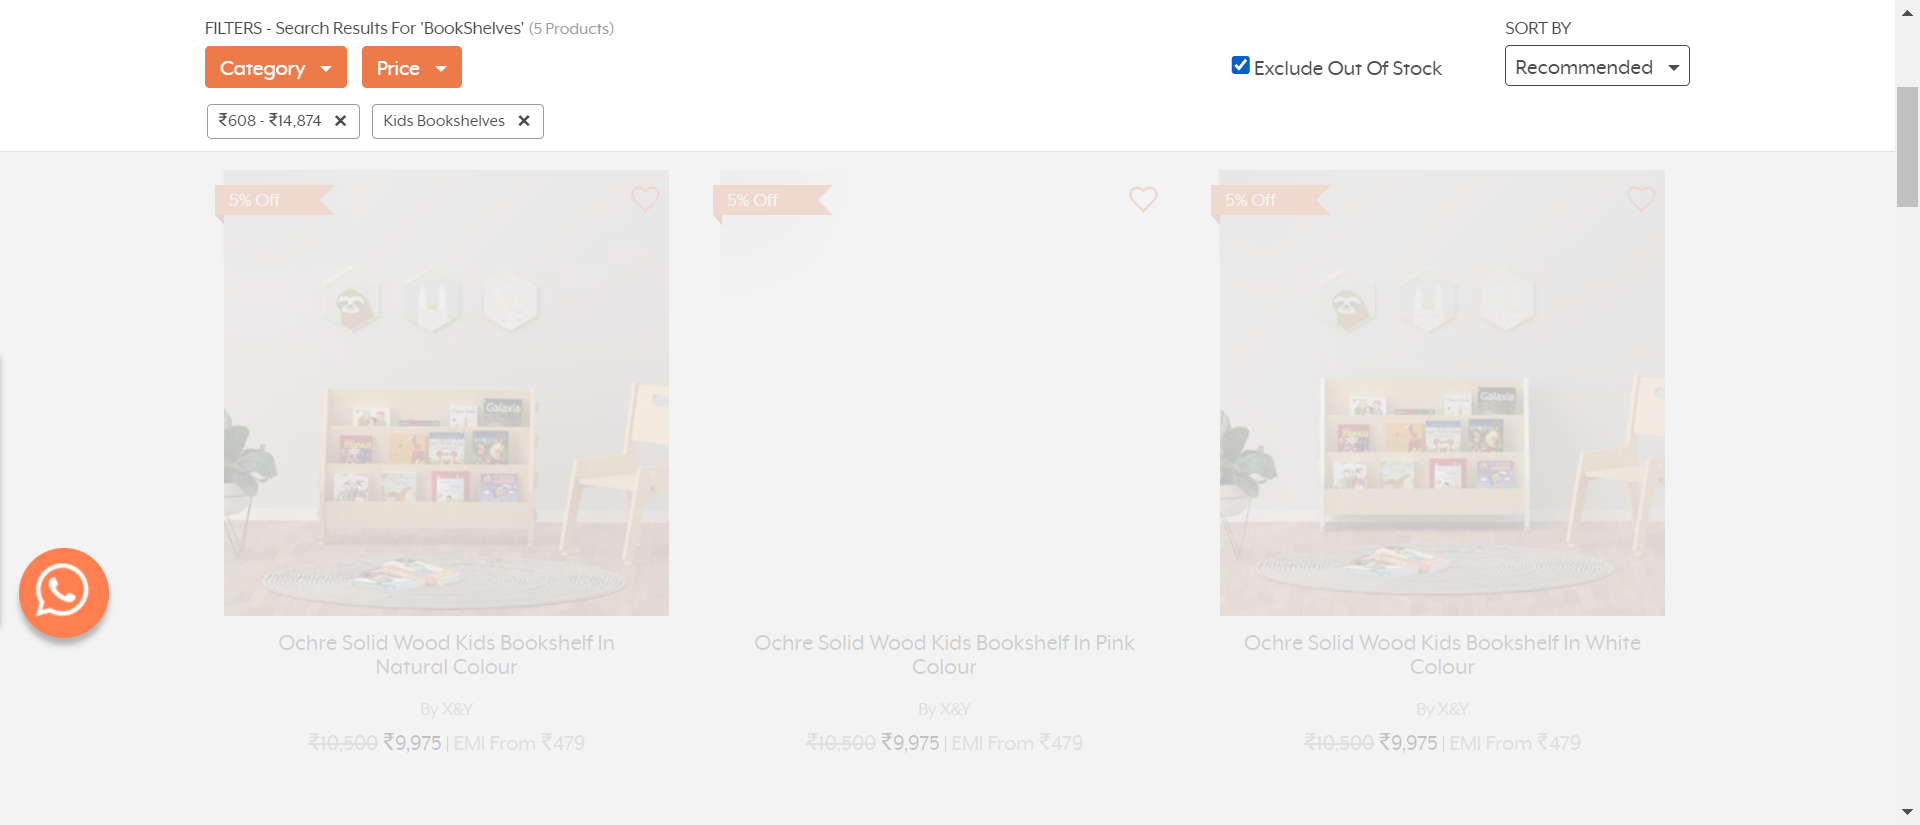 FILTERS - Search Results For 'BookShelves' (5 Products)
SORT BY
Category
Price
Exclude Out Of Stock
Recommended
₹608 - ₹14,874
Kids Bookshelves
5% Off
5% Off
5% Off
Galaxia
Galaxia
Ochre Solid Wood Kids Bookshelf In
Natural Colour
By X&Y
₹10,500 ₹9,975 | EMI From ₹479
Ochre Solid Wood Kids Bookshelf In Pink
Colour
By X&Y
₹10,500 ₹9,975 | EMI From ₹479
Ochre Solid Wood Kids Bookshelf In White
Colour
By X&Y
₹10,500 ₹9,975 | EMI From ₹479